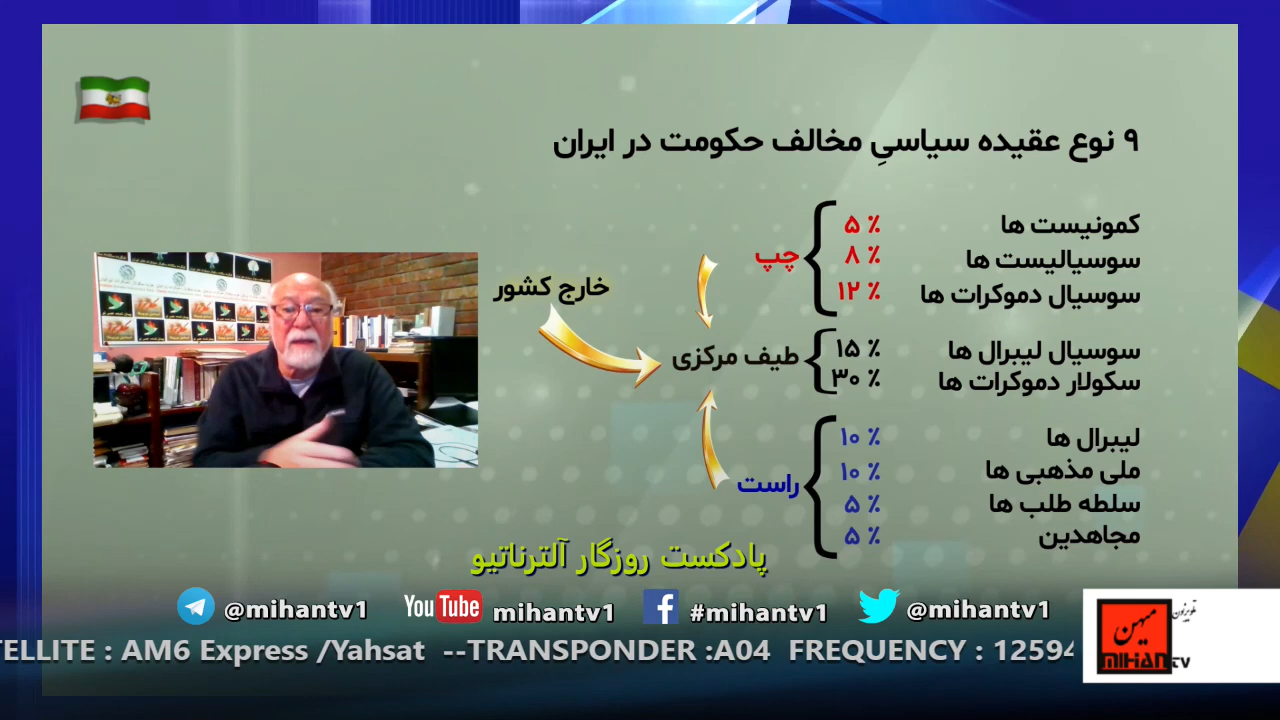 ۹ نوع عقیده سیاسیِ مخالف حکومت در ایران
کمونیست ها ٪ ۵
سوسیالیست ها ٪ ۸
سوسیال دموکرات ها ٪ ۱۲
چپ
خارج کشور
سوسیال لیبرال ها ٪ ۱۵
سکولار دموکرات ها ٪ ۳۰
طیف مرکزی
لیبرال ها ٪ ۱۰
ملی مذهبی ها ٪ ۱۰
سلطه طلب ها ٪ ۵
مجاهدین ٪ ۵
راست
پادکست روزگار آلترناتیو
@mihantv1 YouTube mihantv1 f #mihantv1 @mihantv1
TELLITE : AM6 Express /Yahsat --TRANSPONDER :A04 FREQUENCY : 12594
تلویزیون
میهن
MIHAN TV